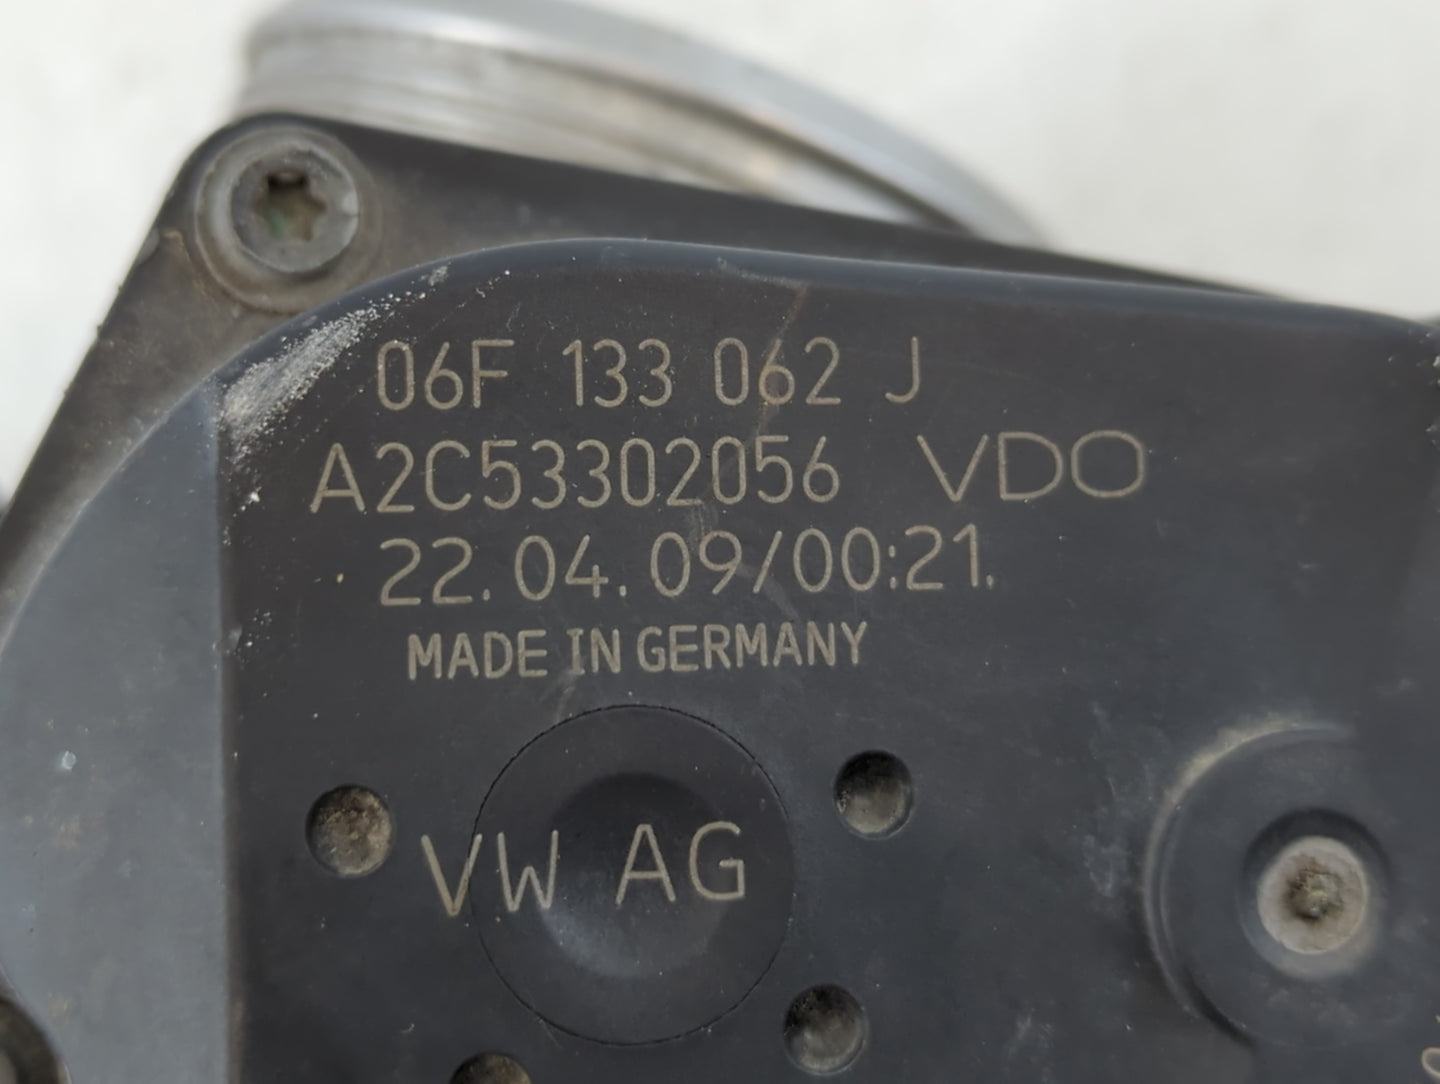 06F 133 062 J
A2C53302056 VDO
22.04.09/00:21.
MADE IN GERMANY
VW AG